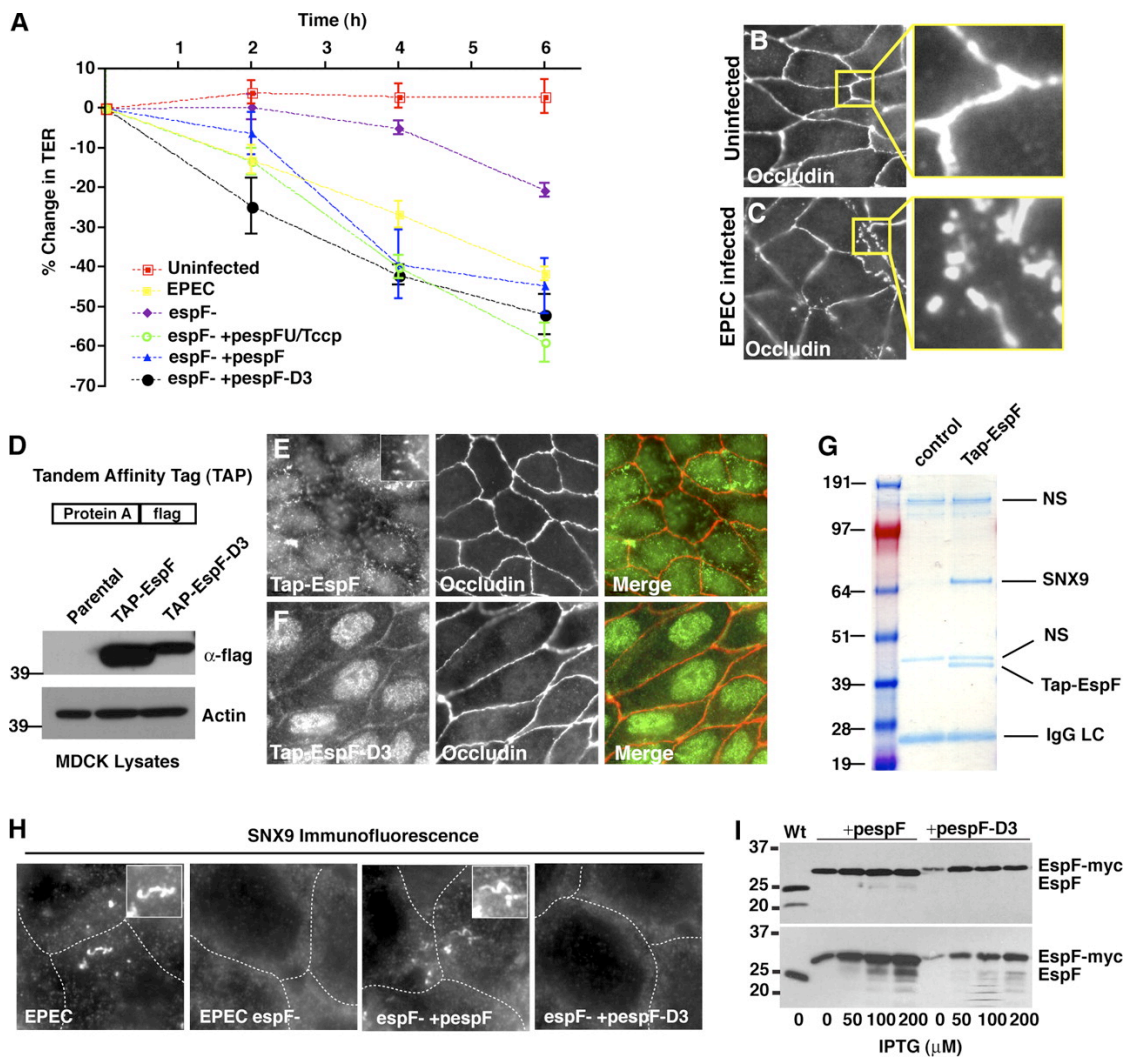 A
Time (h)
1 2 3 4 5 6
10
0
-10
-20
-30
-40
-50
-60
-70
% Change in TER
Uninfected
EPEC
espF-
espF- +pespFU/Tccp
espF- +pespF
espF- +pespF-D3
B
Uninfected
Occludin
C
EPEC infected
Occludin
D
Tandem Affinity Tag (TAP)
Protein A flag
Parental
TAP-EspF
TAP-EspF-D3
39
α-flag
39
Actin
MDCK Lysates
E
Tap-EspF
Occludin
Merge
F
Tap-EspF-D3
Occludin
Merge
G
control
Tap-EspF
191
97
64
51
39
28
19
NS
SNX9
NS
Tap-EspF
IgG LC
H
SNX9 Immunofluorescence
EPEC
EPEC espF-
espF- +pespF
espF- +pespF-D3
I
Wt +pespF +pespF-D3
37
25
20
EspF-myc
EspF
37
25
20
EspF-myc
EspF
0 0 50 100 200 0 50 100 200
IPTG (μM)